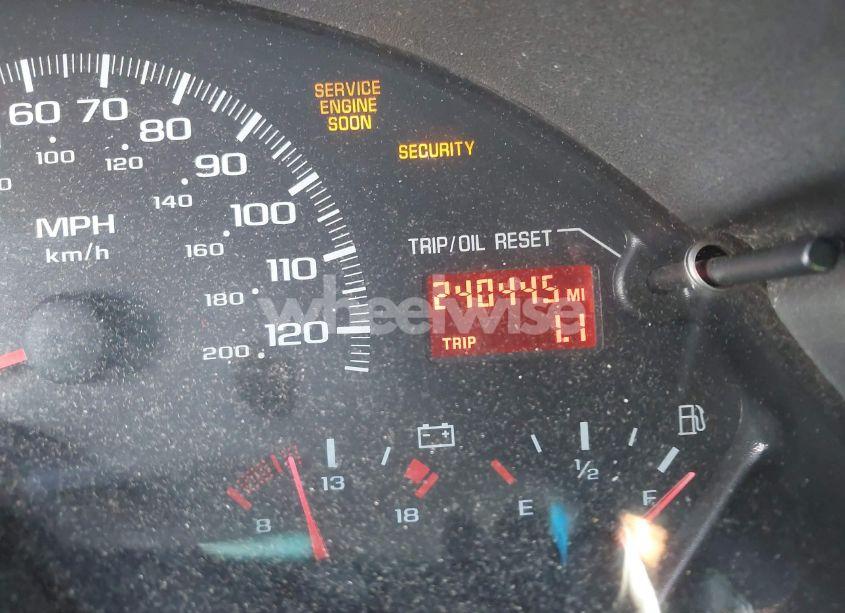 SERVICE
ENGINE
SOON
SECURITY
60 70 80 90 100 110 120
100 120 140 160 180 200
MPH
km/h
TRIP/OIL RESET
240445 MI
TRIP 1.1
wheelwise
8 13 18
E 1/2 F